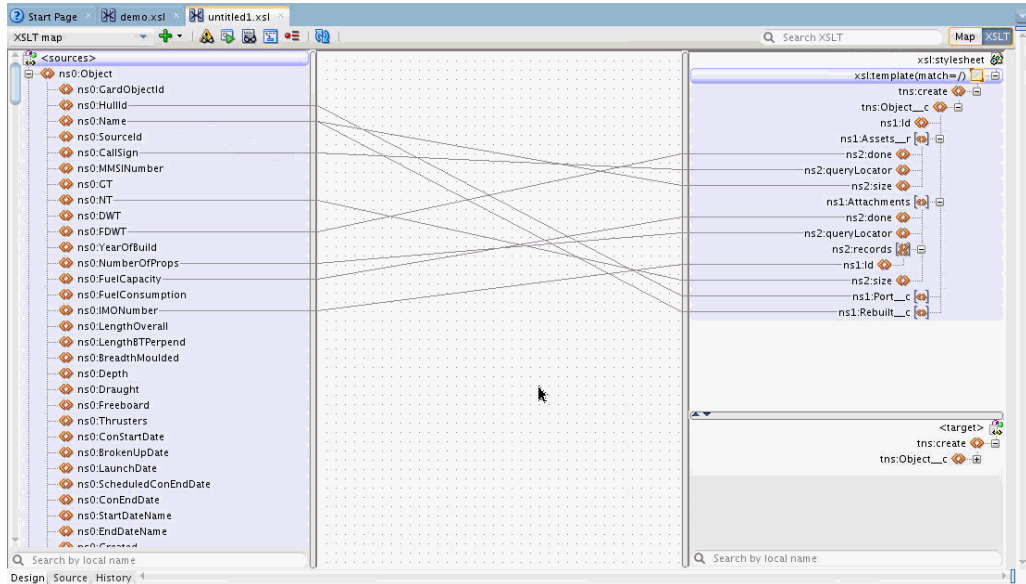 Start Page demo.xsl untitled1.xsl
XSLT map Search XSLT Map XSLT
<sources>
ns0:Object
ns0:CardObjectId
ns0:HullId
ns0:Name
ns0:SourceId
ns0:CallSign
ns0:MMSINumber
ns0:GT
ns0:NT
ns0:DWT
ns0:FDWT
ns0:YearOfBuild
ns0:NumberOfProps
ns0:FuelCapacity
ns0:FuelConsumption
ns0:IMONumber
ns0:LengthOverall
ns0:LengthBTPerpend
ns0:BreadthMoulded
ns0:Depth
ns0:Draught
ns0:Freeboard
ns0:Thrusters
ns0:ConStartDate
ns0:BrokenUpDate
ns0:LaunchDate
ns0:ScheduledConEndDate
ns0:ConEndDate
ns0:StartDateName
ns0:EndDateName
ns0:Created
Search by local name
xsl:stylesheet
xsl:template(match=/)
tns:create
tns:Object__c
ns1:Id
ns1:Assets__r
ns2:done
ns2:queryLocator
ns2:size
ns1:Attachments
ns2:done
ns2:queryLocator
ns2:records
ns1:Id
ns2:size
ns1:Port__c
ns1:Rebuilt__c
<target>
tns:create
tns:Object__c
Search by local name
Design Source History